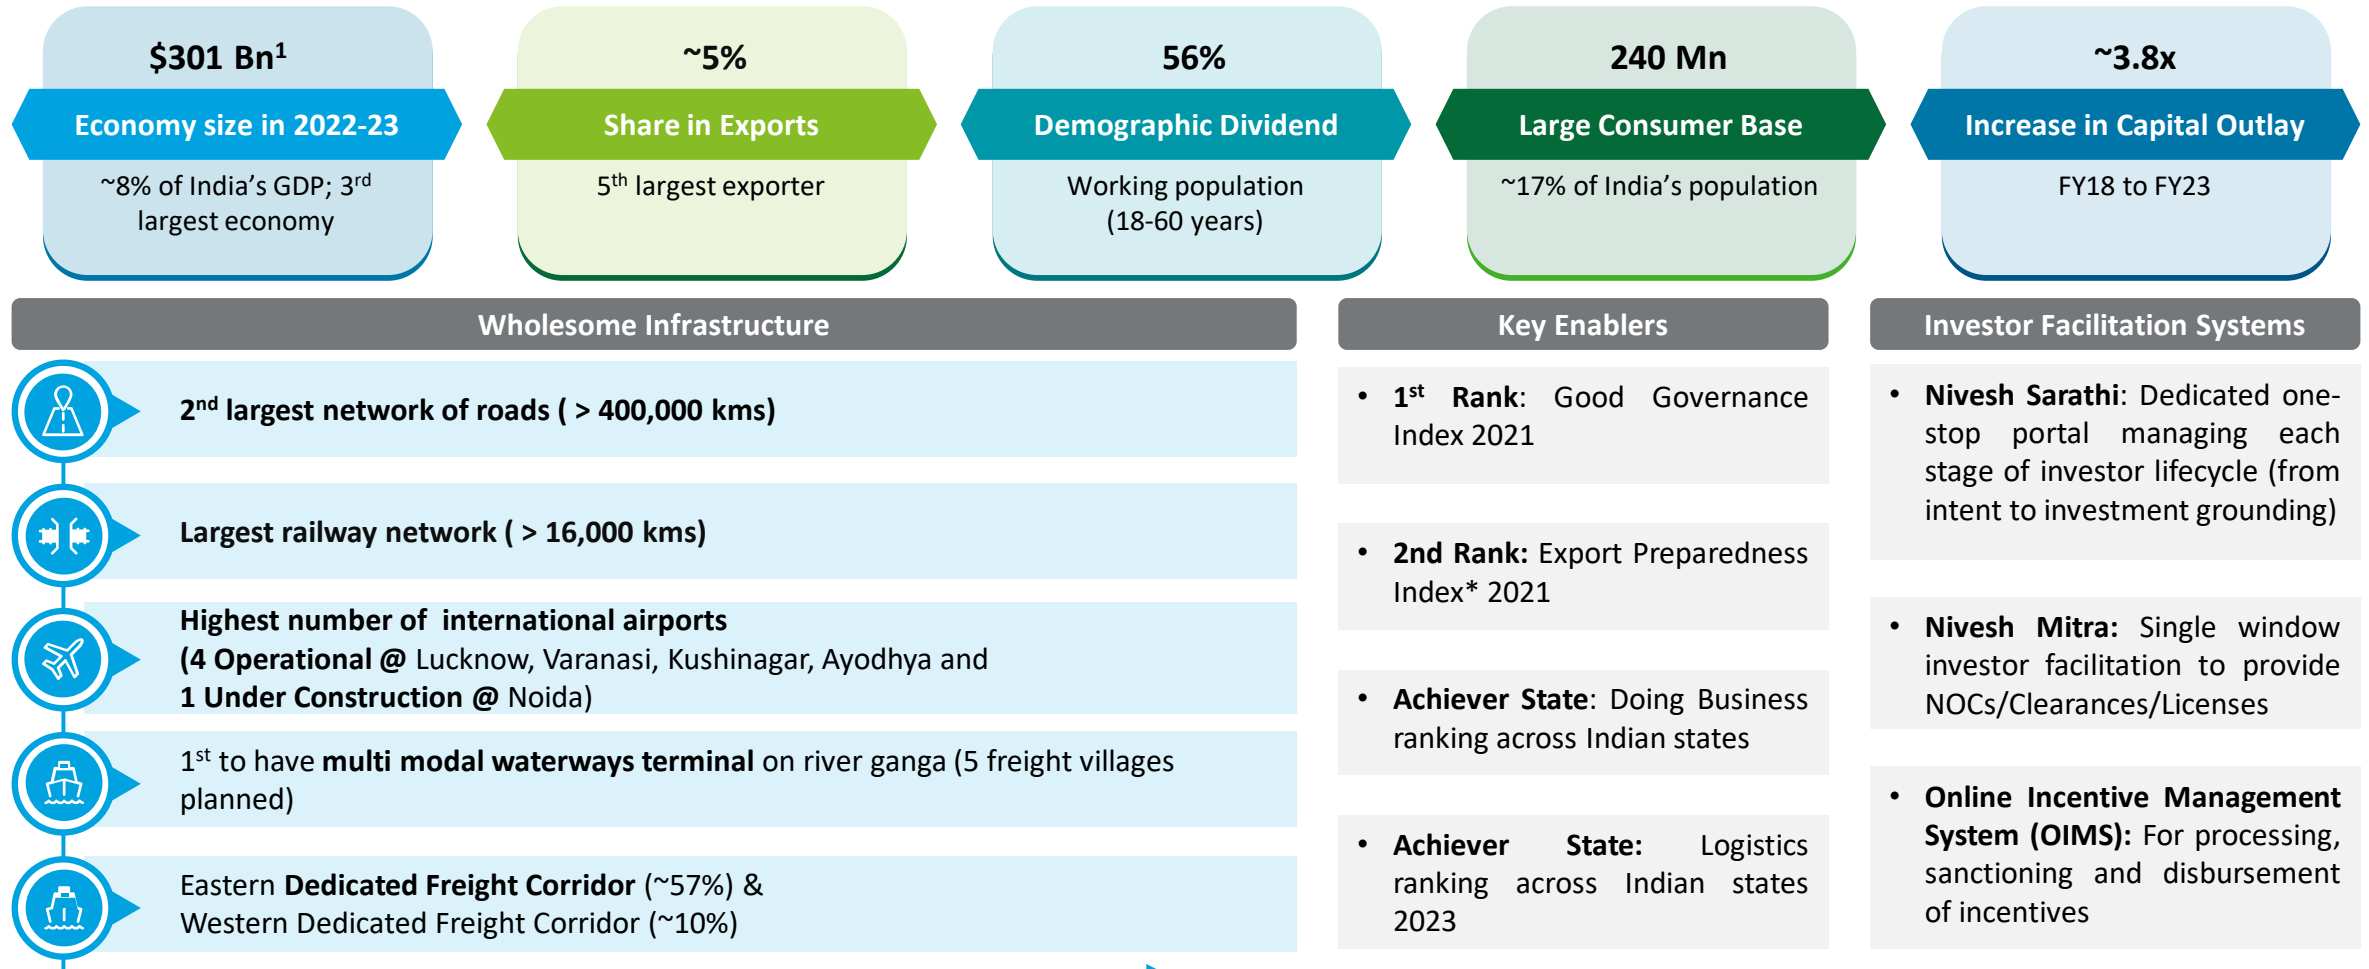 $301 Bn¹
Economy size in 2022-23
~8% of India's GDP; 3rd
largest economy
~5%
Share in Exports
5th largest exporter
56%
Demographic Dividend
Working population
(18-60 years)
240 Mn
Large Consumer Base
~17% of India's population
~3.8x
Increase in Capital Outlay
FY18 to FY23
Wholesome Infrastructure
2nd largest network of roads ( > 400,000 kms)
Largest railway network ( > 16,000 kms)
Highest number of international airports
(4 Operational @ Lucknow, Varanasi, Kushinagar, Ayodhya and
1 Under Construction @ Noida)
1st to have multi modal waterways terminal on river ganga (5 freight villages
planned)
Eastern Dedicated Freight Corridor (~57%) &
Western Dedicated Freight Corridor (~10%)
Key Enablers
• 1st Rank: Good Governance
Index 2021
• 2nd Rank: Export Preparedness
Index* 2021
• Achiever State: Doing Business
ranking across Indian states
• Achiever State: Logistics
ranking across Indian states
2023
Investor Facilitation Systems
• Nivesh Sarathi: Dedicated one-
stop portal managing each
stage of investor lifecycle (from
intent to investment grounding)
• Nivesh Mitra: Single window
investor facilitation to provide
NOCs/Clearances/Licenses
• Online Incentive Management
System (OIMS): For processing,
sanctioning and disbursement
of incentives